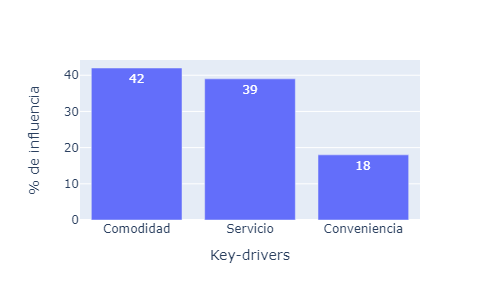 % de influencia
40
30
20
10
0
42
39
18
Comodidad
Servicio
Conveniencia
Key-drivers